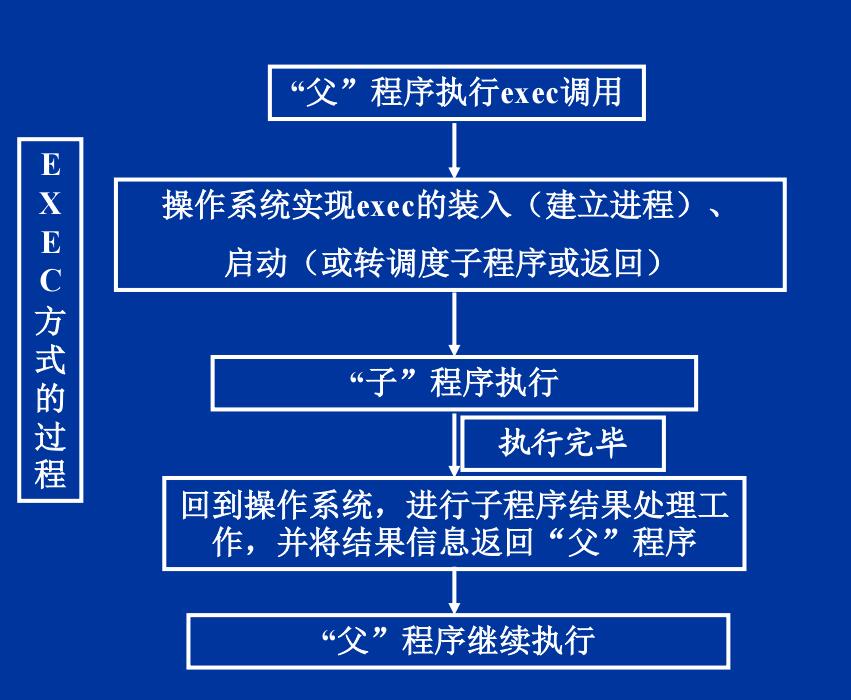 EXEC方式的过程
“父”程序执行exec调用
操作系统实现exec的装入（建立进程）、
启动（或转调度子程序或返回）
“子”程序执行
执行完毕
回到操作系统，进行子程序结果处理工
作，并将结果信息返回“父”程序
“父”程序继续执行